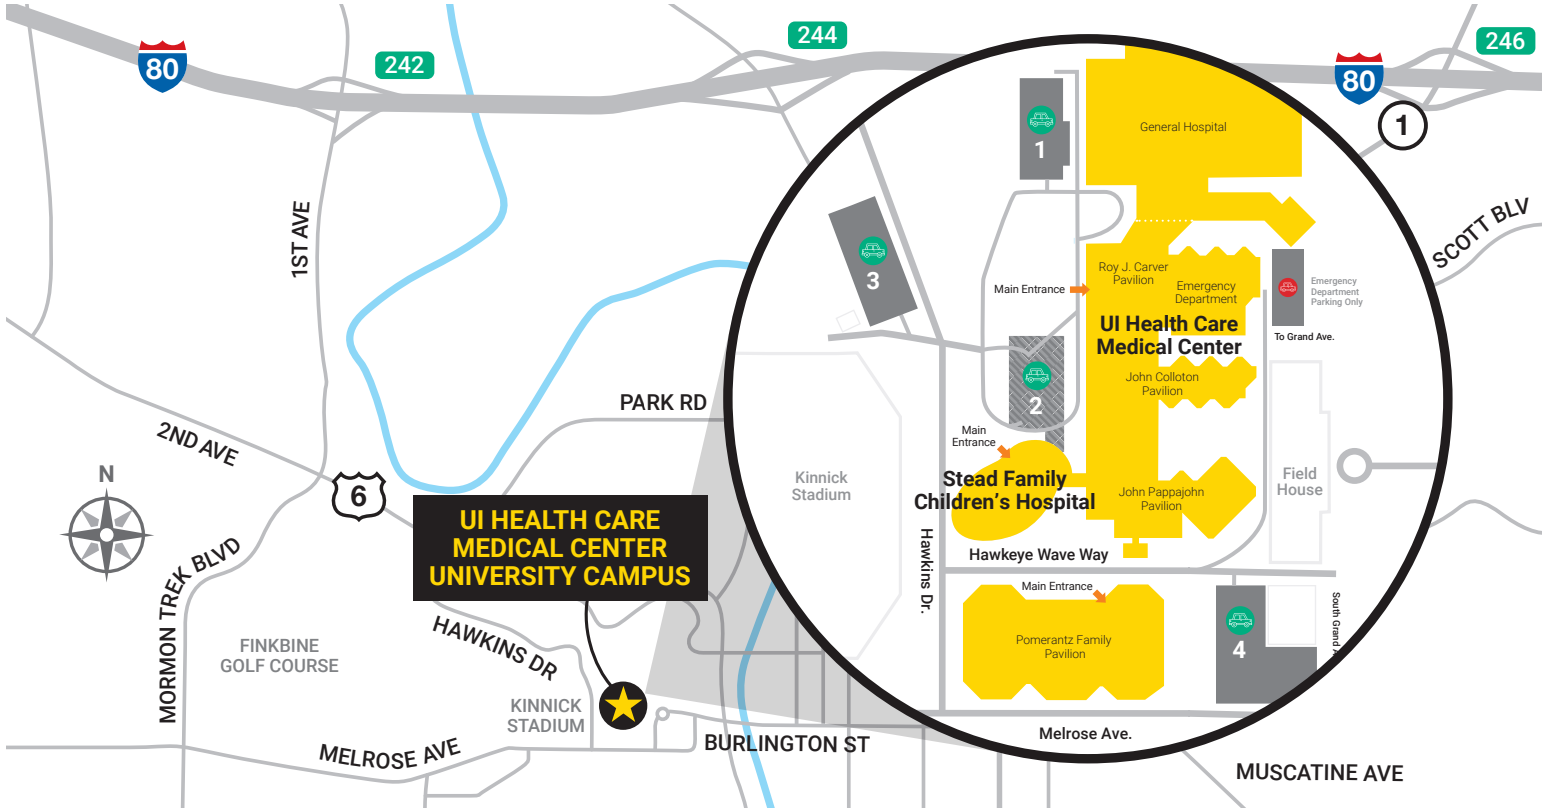 80
242
244
80
246
1
1ST AVE
SCOTT BLV
PARK RD
2ND AVE
6
N
UI HEALTH CARE
MEDICAL CENTER
UNIVERSITY CAMPUS
MORMON TREK BLVD
HAWKINS DR
FINKBINE
GOLF COURSE
KINNICK
STADIUM
MELROSE AVE
BURLINGTON ST
MUSCATINE AVE
General Hospital
1
3
Roy J. Carver
Pavilion
Main Entrance
Emergency
Department
Emergency
Department
Parking Only
UI Health Care
Medical Center
To Grand Ave.
John Colloton
Pavilion
2
Main
Entrance
Kinnick
Stadium
Stead Family
Children's Hospital
John Pappajohn
Pavilion
Field
House
Hawkins Dr.
Hawkeye Wave Way
Main Entrance
Pomerantz Family
Pavilion
4
South Grand
Melrose Ave.